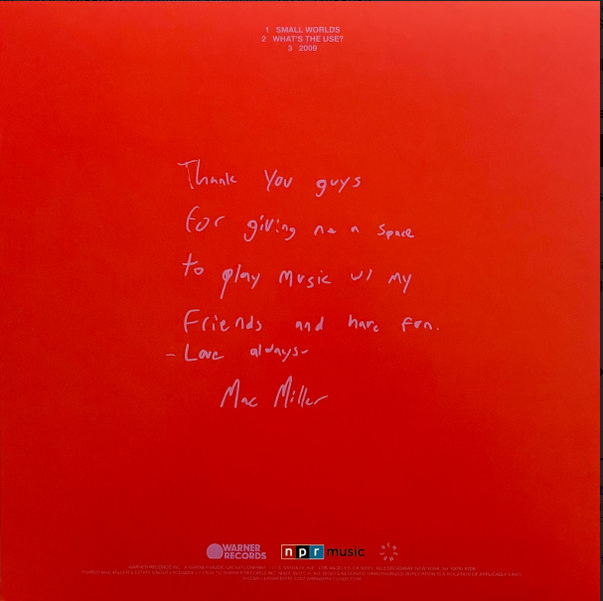 1 SMALL WORLDS
2 WHAT'S THE USE?
3 2009
Thank You guys
for giving me a space
to play Music w/ my
Friends and have fun.
- Love always-
Mac Miller
WARNER
RECORDS
npr music